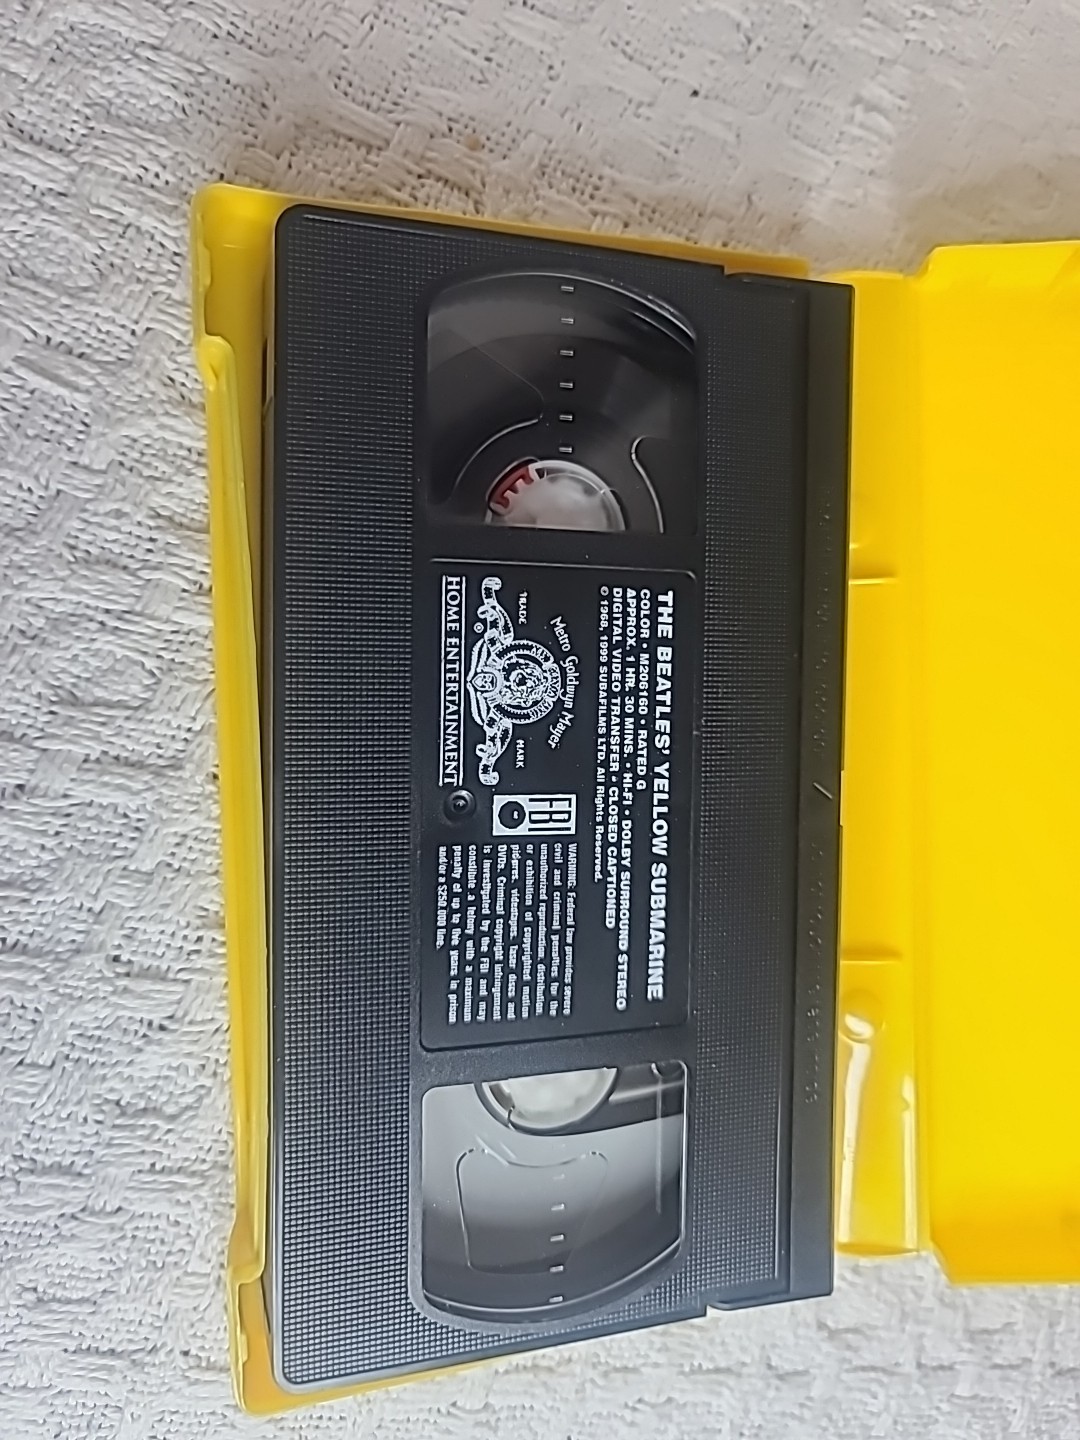 THE BEATLES' YELLOW SUBMARINE
COLOR • M206160 • RATED G
APPROX. 1 HR. 30 MINS. • HI-FI • DOLBY SURROUND STEREO
DIGITAL VIDEO TRANSFER • CLOSED CAPTIONED
© 1968, 1999 SUBAFILMS LTD. All Rights Reserved.
Metro Goldwyn Mayer
TRADE MARK
®
HOME ENTERTAINMENT
FBI
WARNING: Federal law provides severe
civil and criminal penalties for the
unauthorized reproduction, distribution
or exhibition of copyrighted motion
pictures, videotapes, laser discs and
DVDs. Criminal copyright infringement
is investigated by the FBI and may
constitute a felony with a maximum
penalty of up to five years in prison
and/or a $250,000 fine.